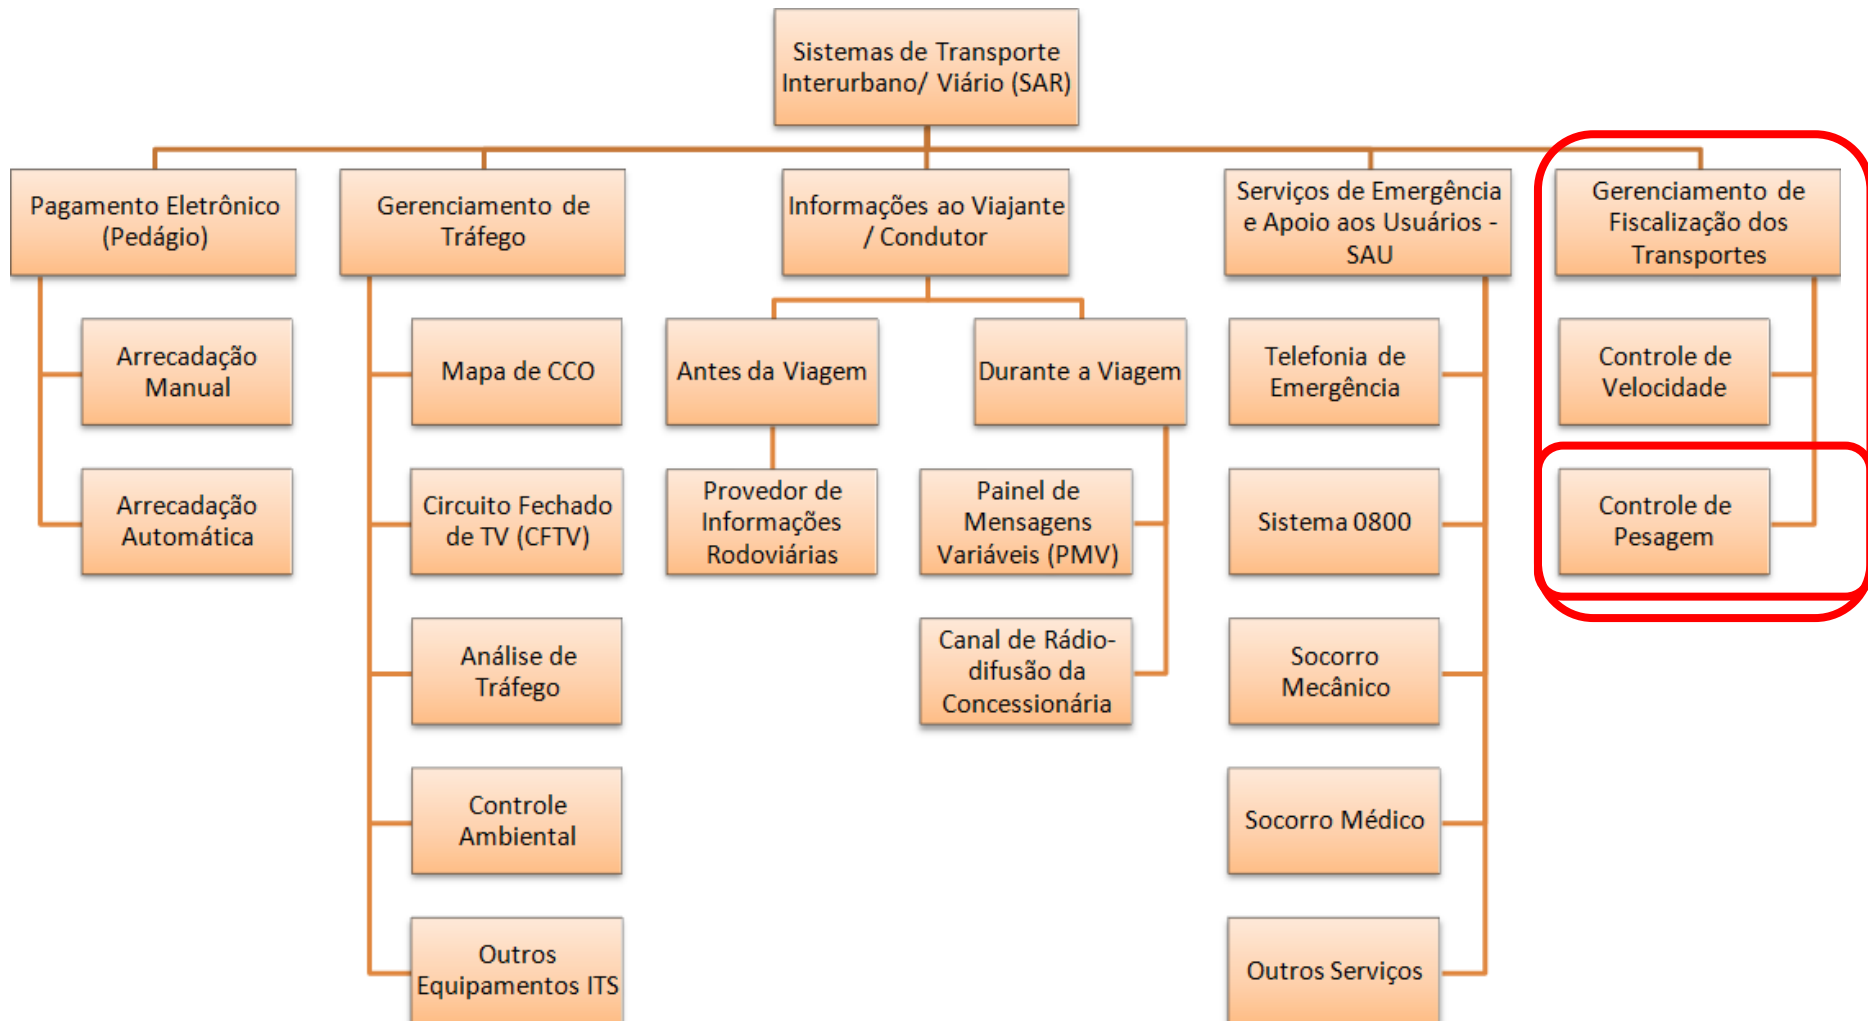 Sistemas de Transporte
Interurbano/ Viário (SAR)
Pagamento Eletrônico
(Pedágio)
Arrecadação
Manual
Arrecadação
Automática
Gerenciamento de
Tráfego
Mapa de CCO
Circuito Fechado
de TV (CFTV)
Análise de
Tráfego
Controle
Ambiental
Outros
Equipamentos ITS
Informações ao Viajante
/ Condutor
Antes da Viagem
Provedor de
Informações
Rodoviárias
Durante a Viagem
Painel de
Mensagens
Variáveis (PMV)
Canal de Rádio-
difusão da
Concessionária
Serviços de Emergência
e Apoio aos Usuários -
SAU
Telefonia de
Emergência
Sistema 0800
Socorro
Mecânico
Socorro Médico
Outros Serviços
Gerenciamento de
Fiscalização dos
Transportes
Controle de
Velocidade
Controle de
Pesagem